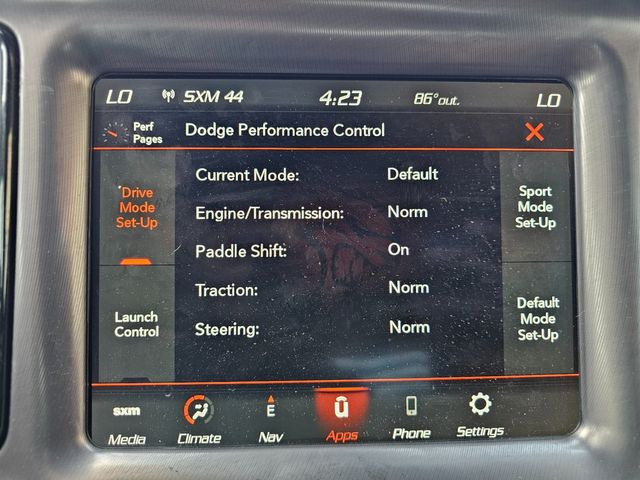 LO SXM 44 4:23 86°out. LO
Perf
Pages
Dodge Performance Control
Drive
Mode
Set-Up
Launch
Control
Current Mode: Default
Engine/Transmission: Norm
Paddle Shift: On
Traction: Norm
Steering: Norm
Sport
Mode
Set-Up
Default
Mode
Set-Up
sxm E û
Media Climate Nav Apps Phone Settings